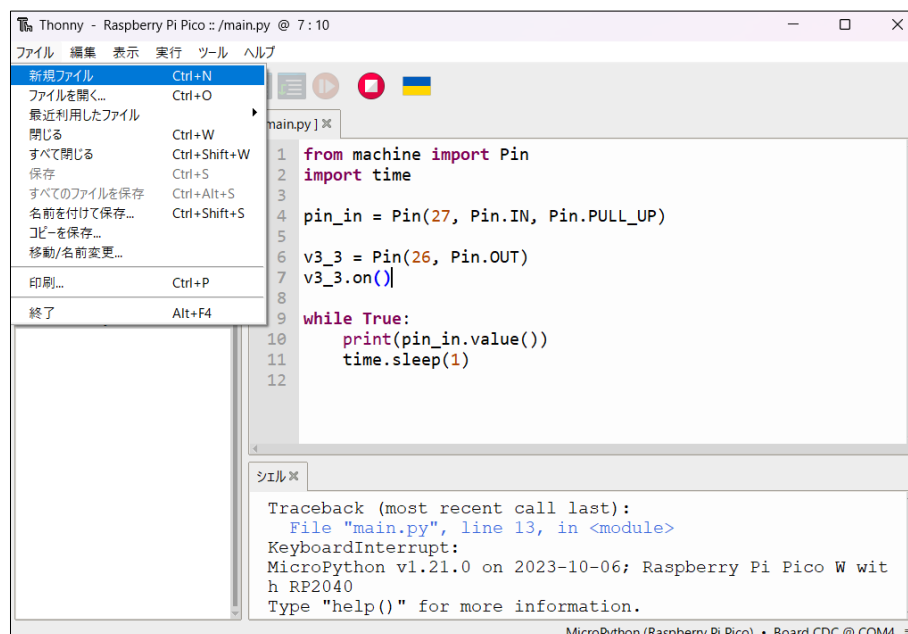 Thonny - Raspberry Pi Pico :: /main.py @ 7 : 10
ファイル 編集 表示 実行 ツール ヘルプ
新規ファイル Ctrl+N
ファイルを開く... Ctrl+O
最近利用したファイル
閉じる Ctrl+W
すべて閉じる Ctrl+Shift+W
保存 Ctrl+S
すべてのファイルを保存 Ctrl+Alt+S
名前を付けて保存... Ctrl+Shift+S
コピーを保存...
移動/名前変更...
印刷... Ctrl+P
終了 Alt+F4
main.py ]
1 from machine import Pin
2 import time
3
4 pin_in = Pin(27, Pin.IN, Pin.PULL_UP)
5
6 v3_3 = Pin(26, Pin.OUT)
7 v3_3.on()
8
9 while True:
10 print(pin_in.value())
11 time.sleep(1)
12
シェル
Traceback (most recent call last):
File "main.py", line 13, in <module>
KeyboardInterrupt:
MicroPython v1.21.0 on 2023-10-06; Raspberry Pi Pico W wit
h RP2040
Type "help()" for more information.
MicroPython (Raspberry Pi Pico) • Board CDC @ COM4